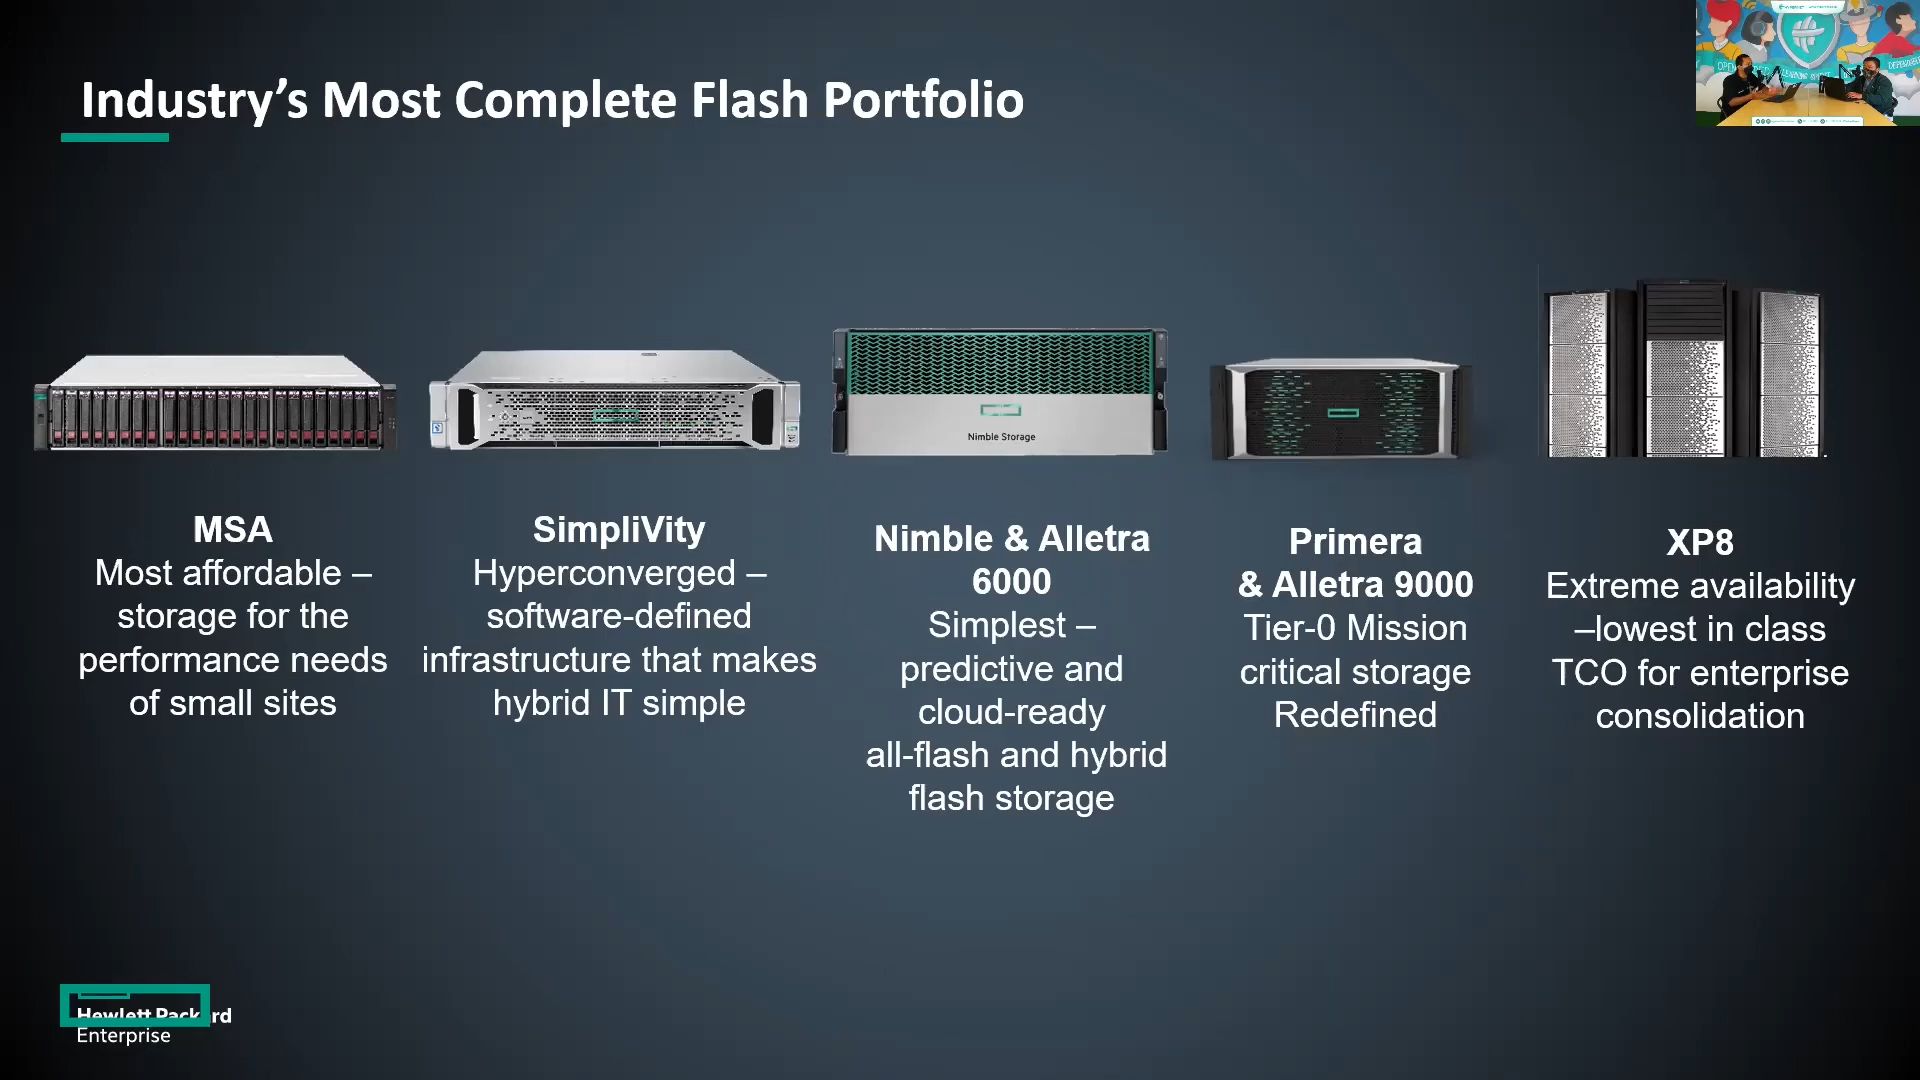 Industry’s Most Complete Flash Portfolio
Nimble Storage
MSA
Most affordable –
storage for the
performance needs
of small sites
SimpliVity
Hyperconverged –
software-defined
infrastructure that makes
hybrid IT simple
Nimble & Alletra
6000
Simplest –
predictive and
cloud-ready
all-flash and hybrid
flash storage
Primera
& Alletra 9000
Tier-0 Mission
critical storage
Redefined
XP8
Extreme availability
–lowest in class
TCO for enterprise
consolidation
Hewlett Packard
Enterprise